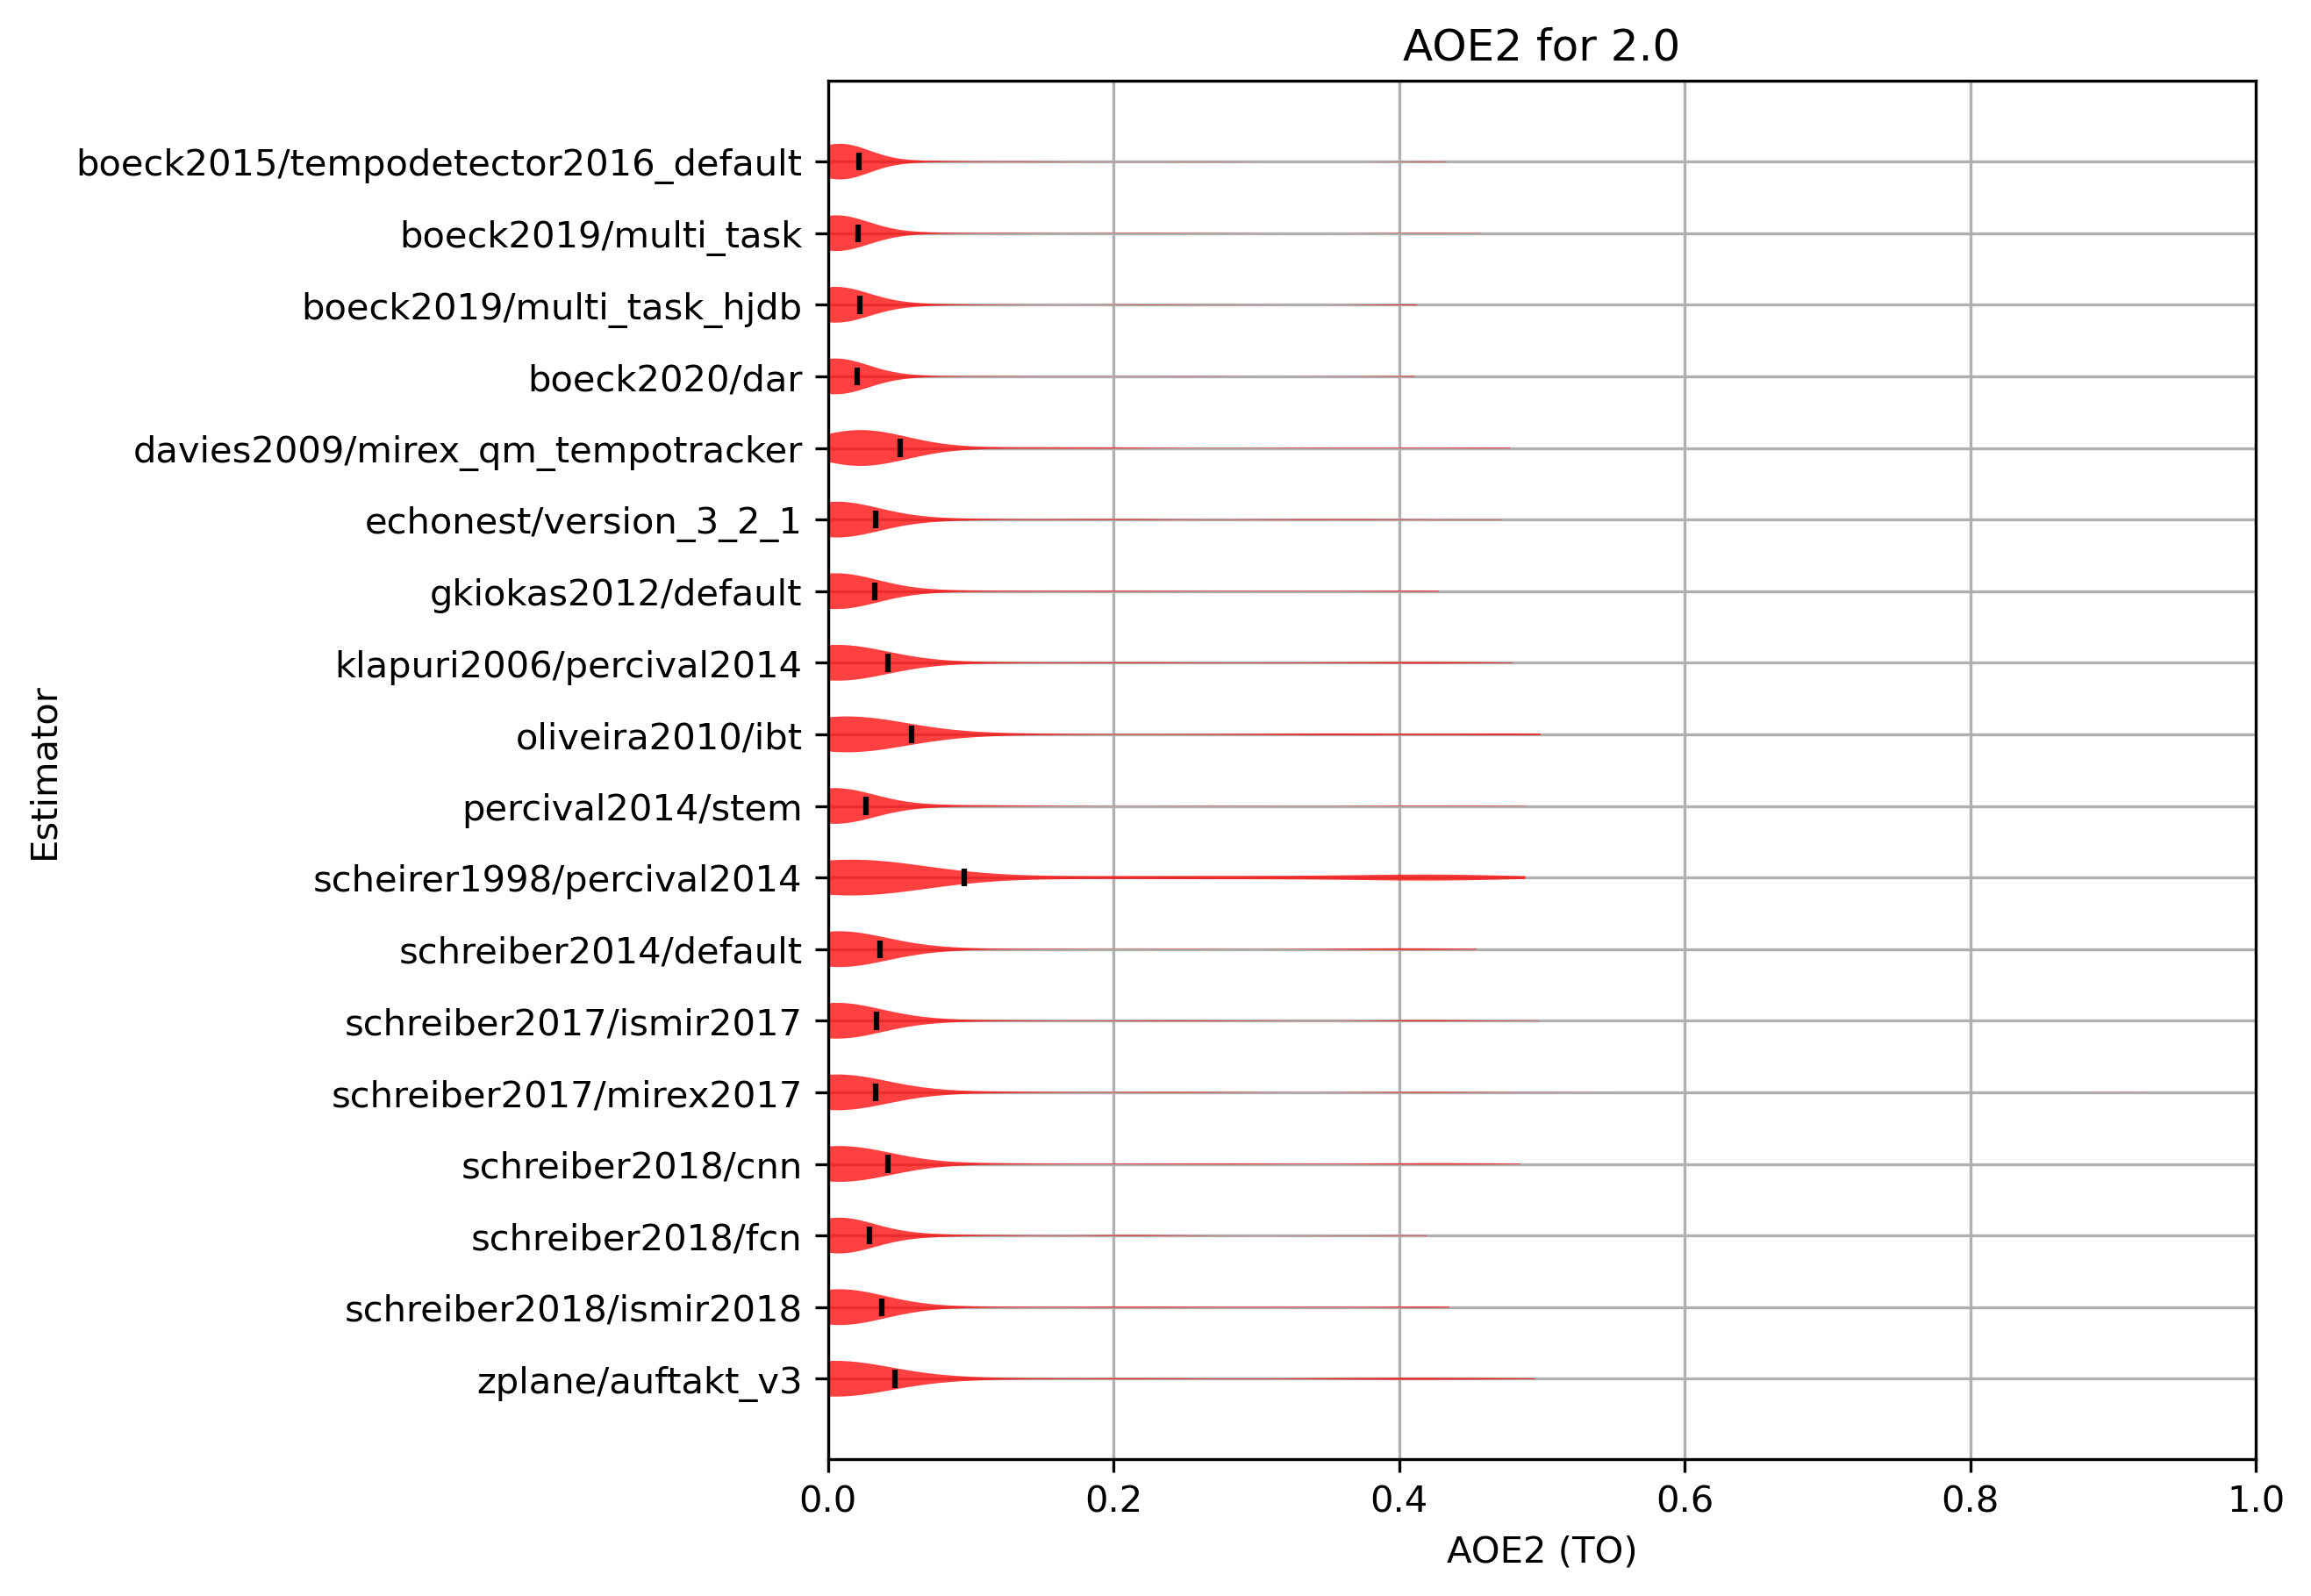 AOE2 for 2.0
boeck2015/tempodetector2016_default
boeck2019/multi_task
boeck2019/multi_task_hjdb
boeck2020/dar
davies2009/mirex_qm_tempotracker
echonest/version_3_2_1
gkiokas2012/default
klapuri2006/percival2014
oliveira2010/ibt
percival2014/stem
scheirer1998/percival2014
schreiber2014/default
schreiber2017/ismir2017
schreiber2017/mirex2017
schreiber2018/cnn
schreiber2018/fcn
schreiber2018/ismir2018
zplane/auftakt_v3
Estimator
0.0 0.2 0.4 0.6 0.8 1.0
AOE2 (TO)